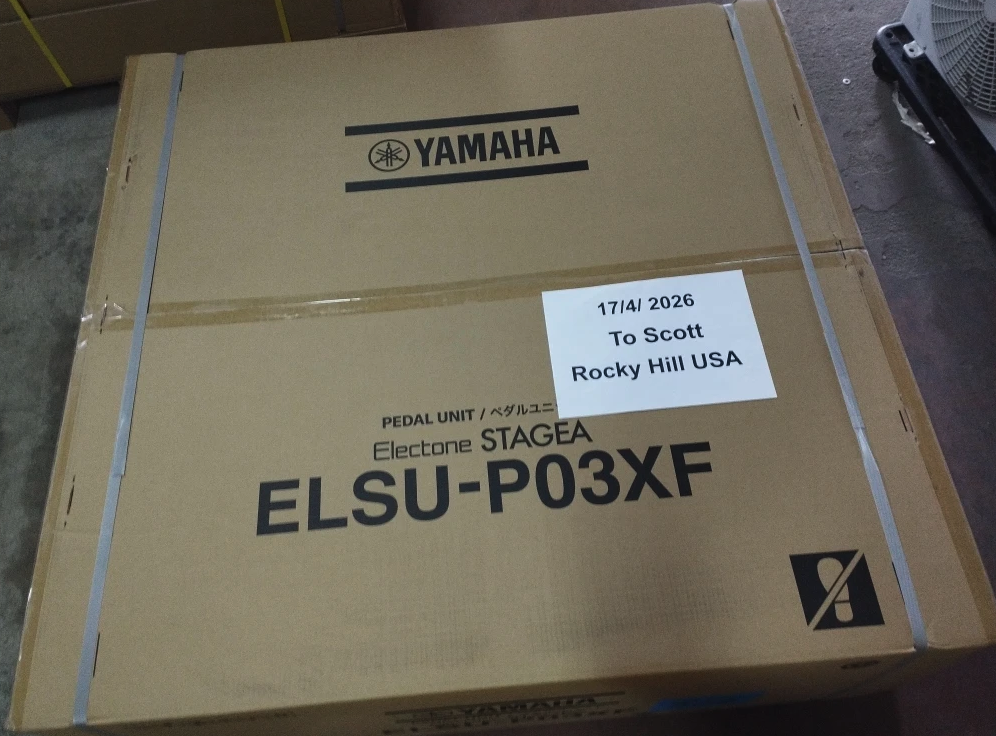 YAMAHA
17/4/ 2026
To Scott
Rocky Hill USA
PEDAL UNIT / ペダルユニ
Electone STAGEA
ELSU-P03XF
YAMAHA